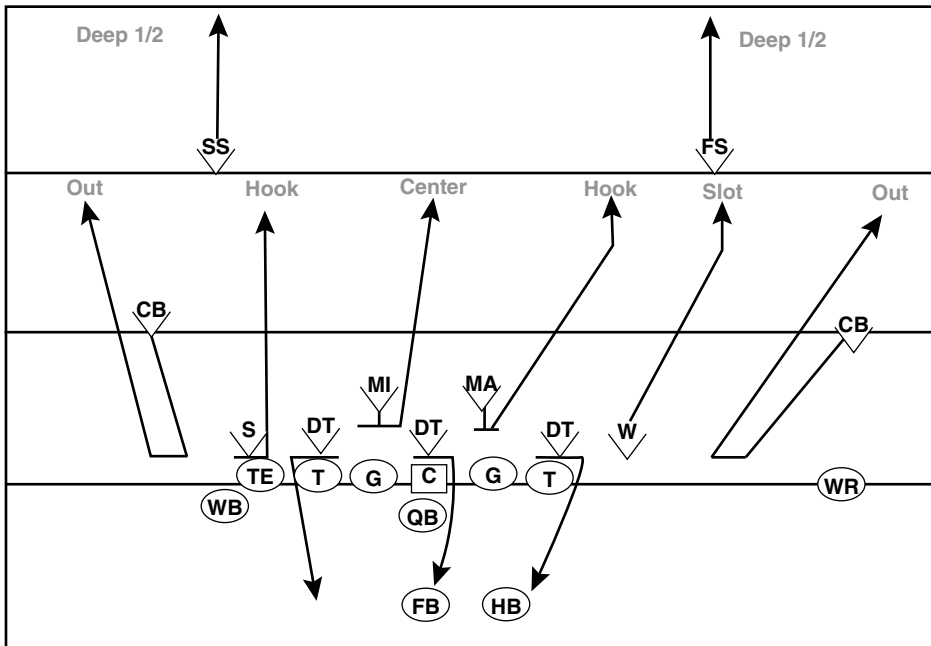 Deep 1/2
Deep 1/2
SS
FS
Out
Hook
Center
Hook
Slot
Out
CB
CB
MI
MA
S
DT
DT
DT
W
TE
T
G
C
G
T
WR
WB
QB
FB
HB